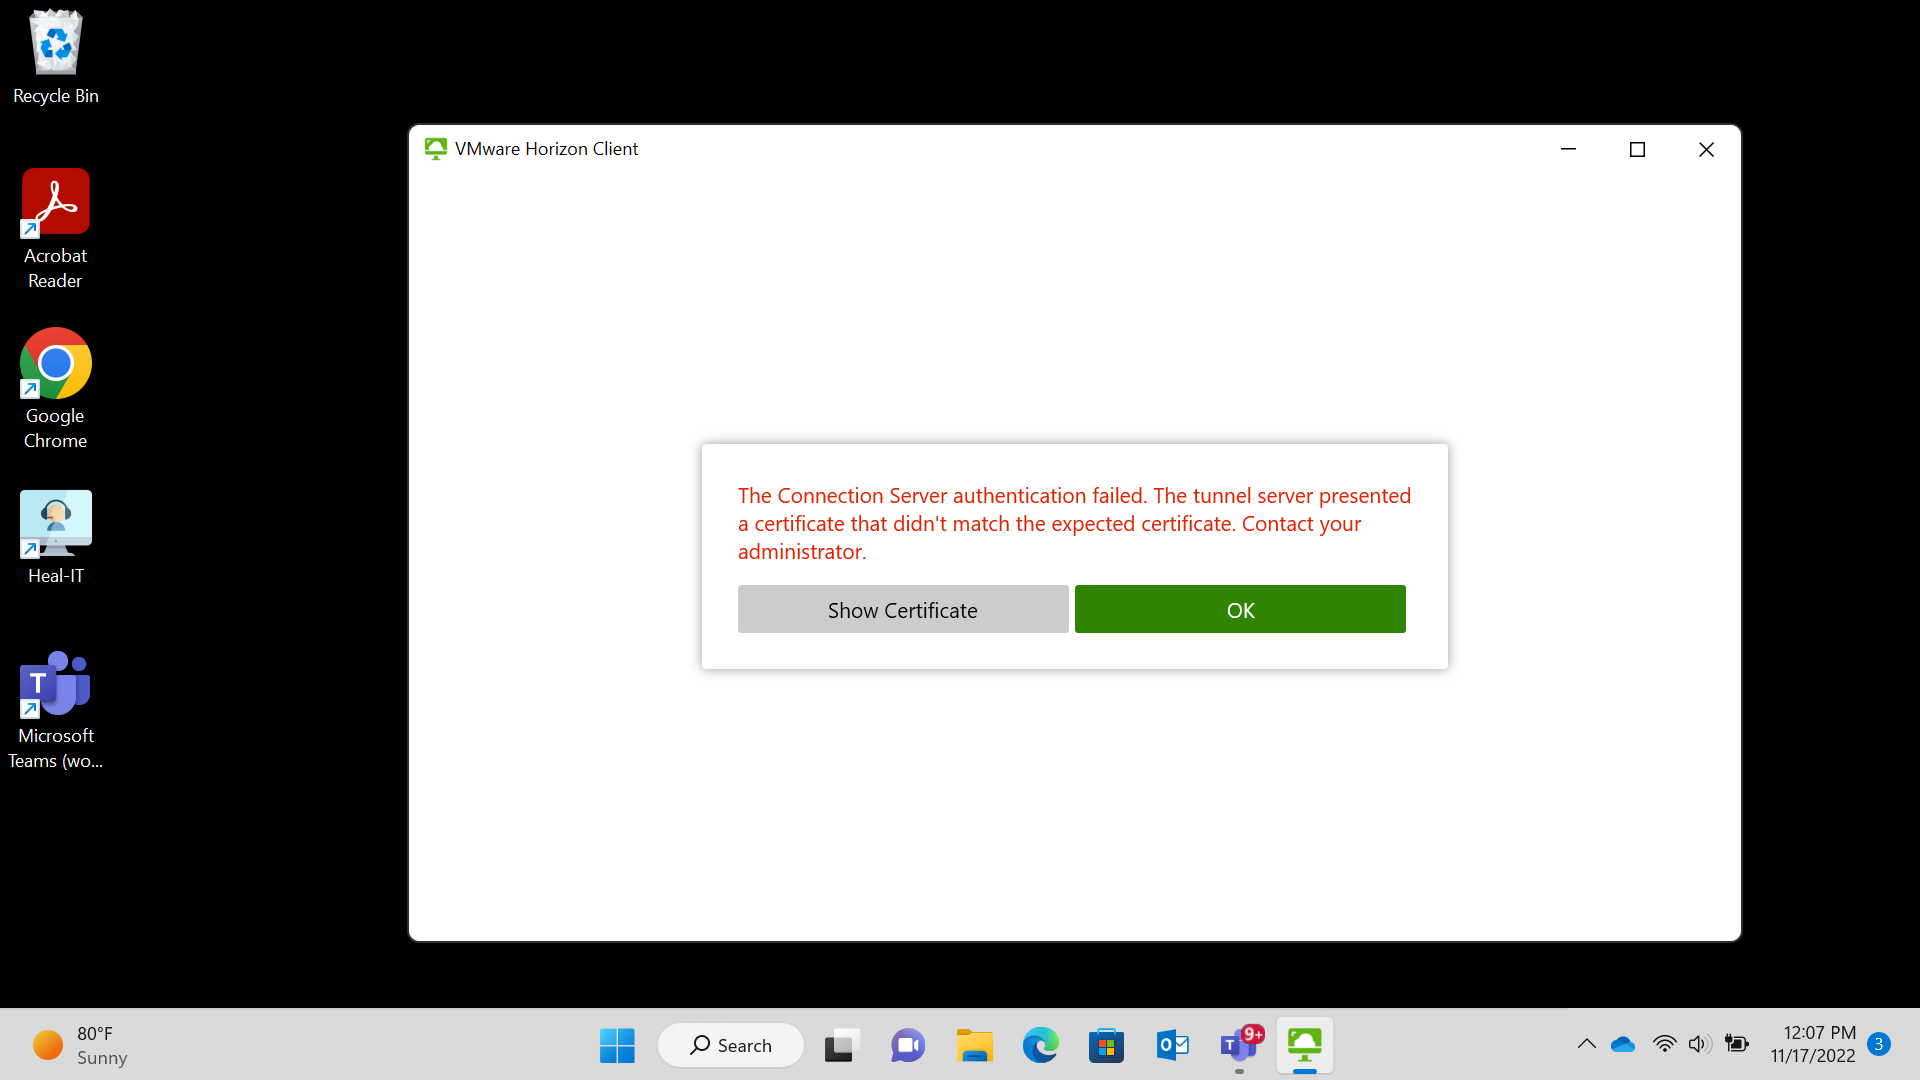 Recycle Bin
Acrobat
Reader
Google
Chrome
Heal-IT
T
Microsoft
Teams (wo...
VMware Horizon Client
The Connection Server authentication failed. The tunnel server presented
a certificate that didn't match the expected certificate. Contact your
administrator.
Show Certificate
OK
80°F
Sunny
Search
O
T
9+
12:07 PM
11/17/2022
3